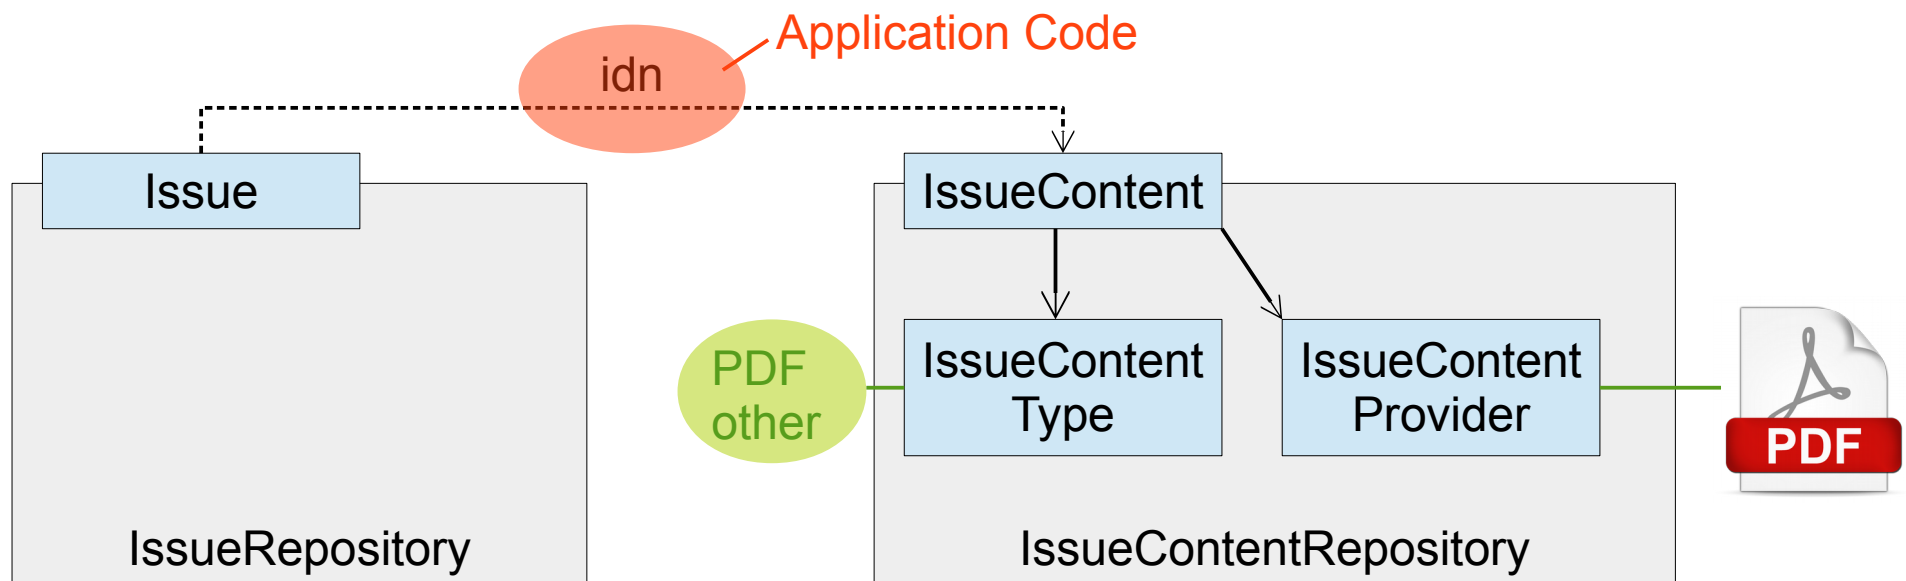 Application Code
idn
Issue
IssueContent
PDF
other
IssueContent
Type
IssueContent
Provider
PDF
IssueRepository
IssueContentRepository